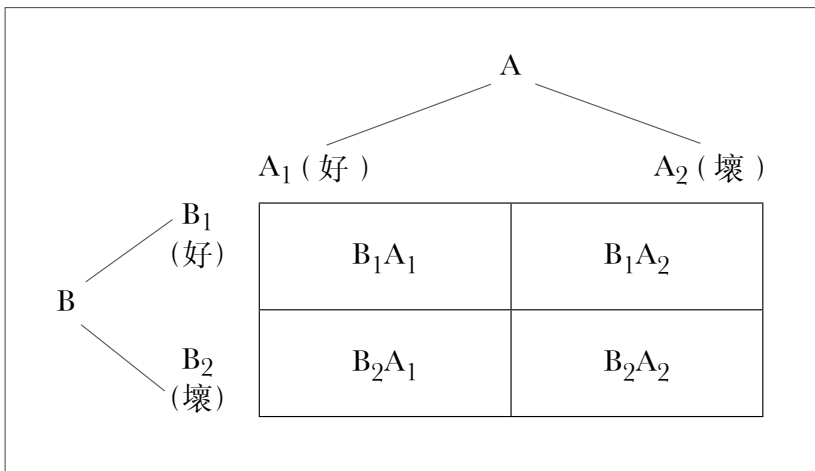 A
A₁ ( 好 ) A₂ ( 壞 )
B₁
(好)
B₁A₁ B₁A₂
B
B₂
(壞)
B₂A₁ B₂A₂